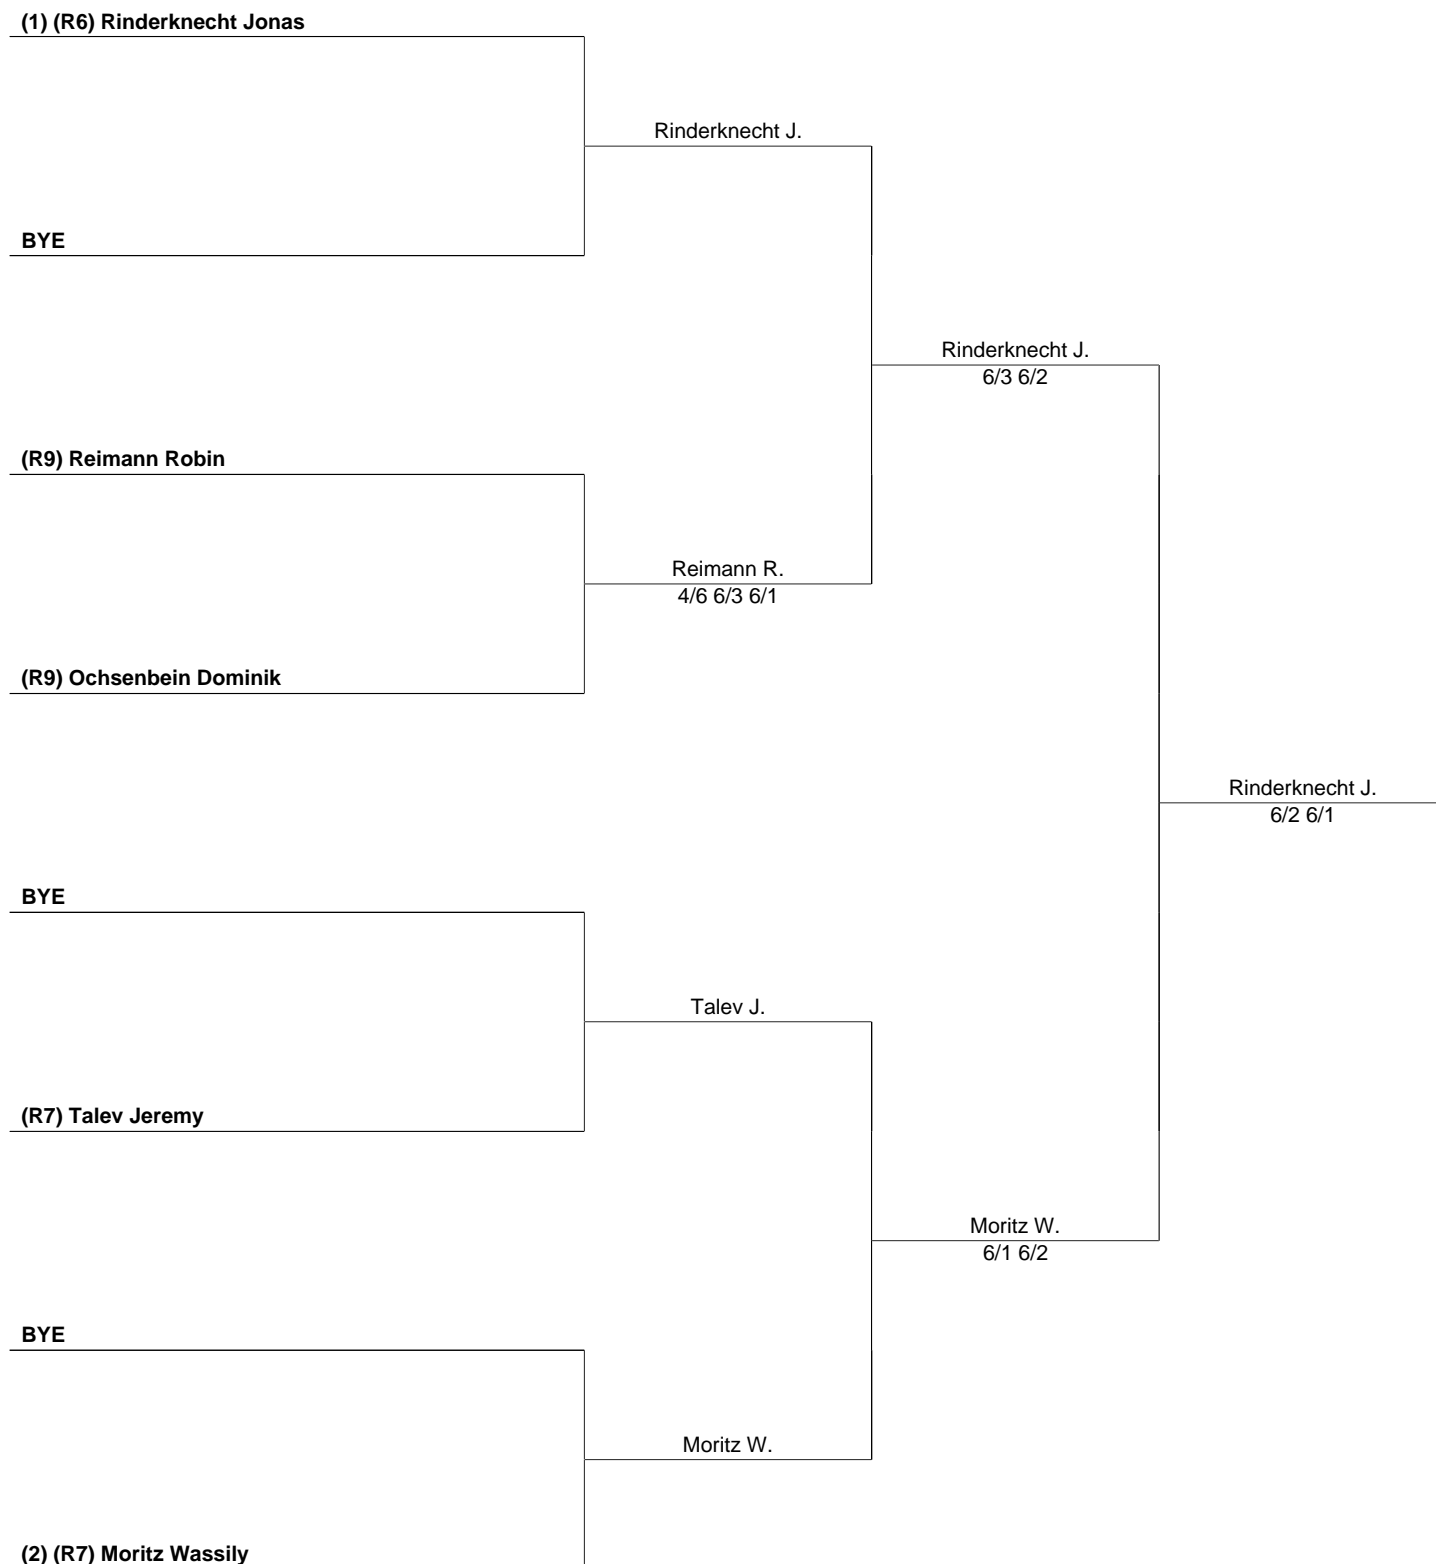 (1) (R6) Rinderknecht Jonas
Rinderknecht J.
BYE
Rinderknecht J.
6/3 6/2
(R9) Reimann Robin
Reimann R.
4/6 6/3 6/1
(R9) Ochsenbein Dominik
Rinderknecht J.
6/2 6/1
BYE
Talev J.
(R7) Talev Jeremy
Moritz W.
6/1 6/2
BYE
Moritz W.
(2) (R7) Moritz Wassily